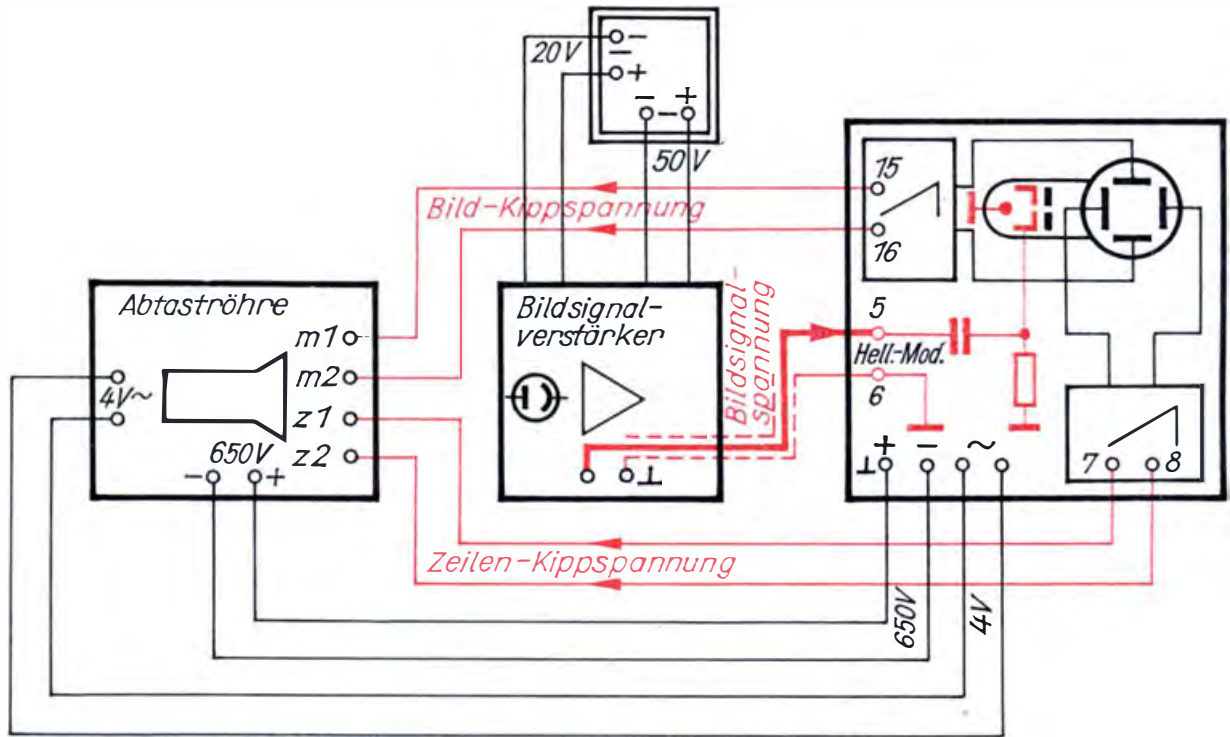 20V
−
−
+
− − +
50V
Bild-Kippspannung
15
16
Abtaströhre
m1
m2
z1
z2
4V~
650V
− +
Bildsignal-
verstärker
⊥
Bildsignal-
spannung
5
Hell.-Mod.
6
⊥ + − ~
7 8
Zeilen-Kippspannung
650V
4V